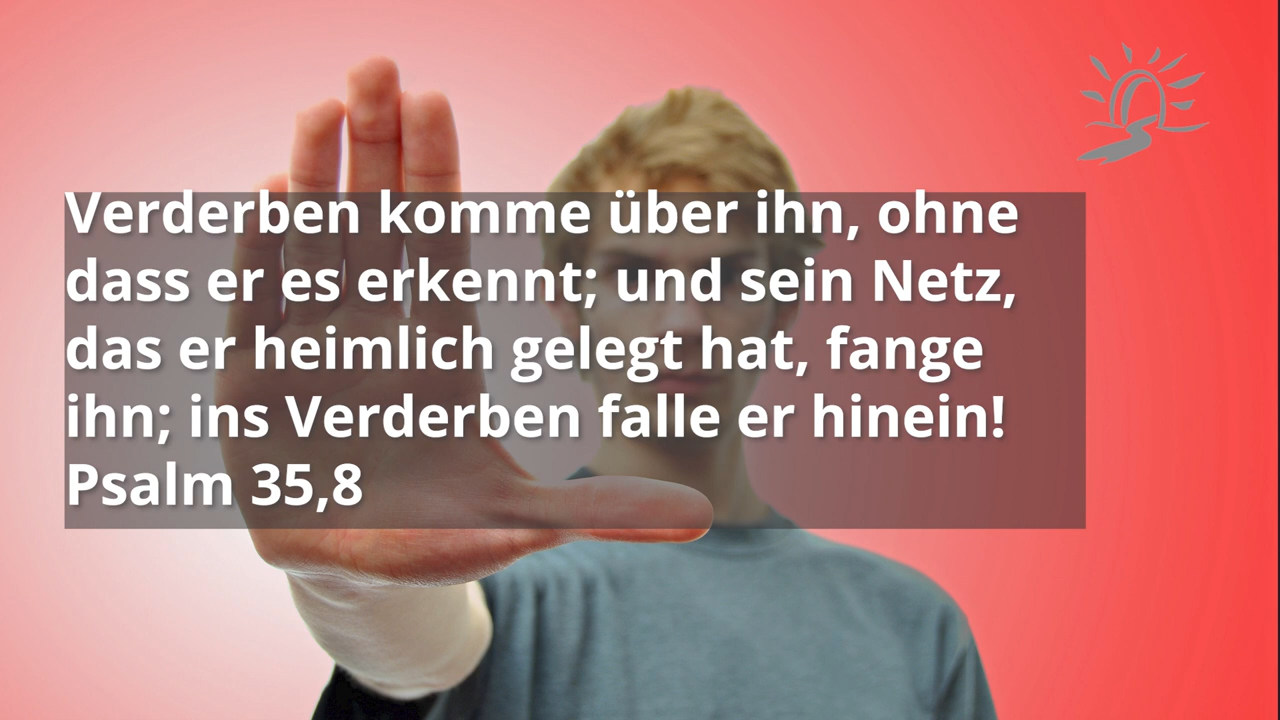 Verderben komme über ihn, ohne
dass er es erkennt; und sein Netz,
das er heimlich gelegt hat, fange
ihn; ins Verderben falle er hinein!
Psalm 35,8